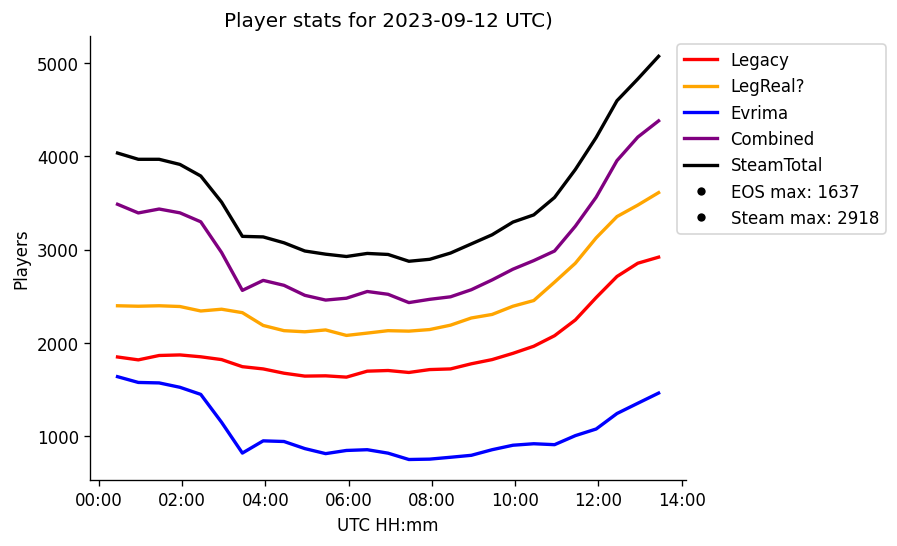 Player stats for 2023-09-12 UTC)
5000
4000
3000
2000
1000
Players
00:00 02:00 04:00 06:00 08:00 10:00 12:00 14:00
UTC HH:mm
Legacy
LegReal?
Evrima
Combined
SteamTotal
EOS max: 1637
Steam max: 2918